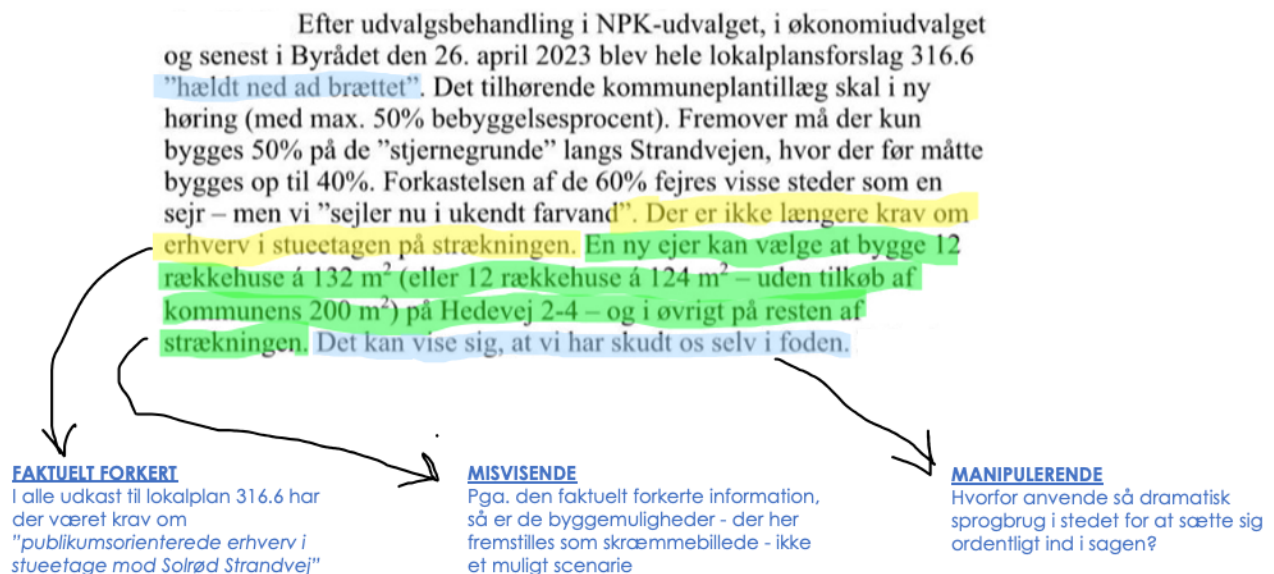 Efter udvalgsbehandling i NPK-udvalget, i økonomiudvalget
og senest i Byrådet den 26. april 2023 blev hele lokalplansforslag 316.6
”hældt ned ad brættet”. Det tilhørende kommuneplantillæg skal i ny
høring (med max. 50% bebyggelsesprocent). Fremover må der kun
bygges 50% på de ”stjernegrunde” langs Strandvejen, hvor der før måtte
bygges op til 40%. Forkastelsen af de 60% fejres visse steder som en
sejr – men vi ”sejler nu i ukendt farvand”. Der er ikke længere krav om
erhverv i stueetagen på strækningen. En ny ejer kan vælge at bygge 12
rækkehuse á 132 m² (eller 12 rækkehuse á 124 m² – uden tilkøb af
kommunens 200 m²) på Hedevej 2-4 – og i øvrigt på resten af
strækningen. Det kan vise sig, at vi har skudt os selv i foden.
FAKTUELT FORKERT
I alle udkast til lokalplan 316.6 har
der været krav om
”publikumsorienterede erhverv i
stueetage mod Solrød Strandvej”
MISVISENDE
Pga. den faktuelt forkerte information,
så er de byggemuligheder - der her
fremstilles som skræmmebillede - ikke
et muligt scenarie
MANIPULERENDE
Hvorfor anvende så dramatisk
sprogbrug i stedet for at sætte sig
ordentligt ind i sagen?